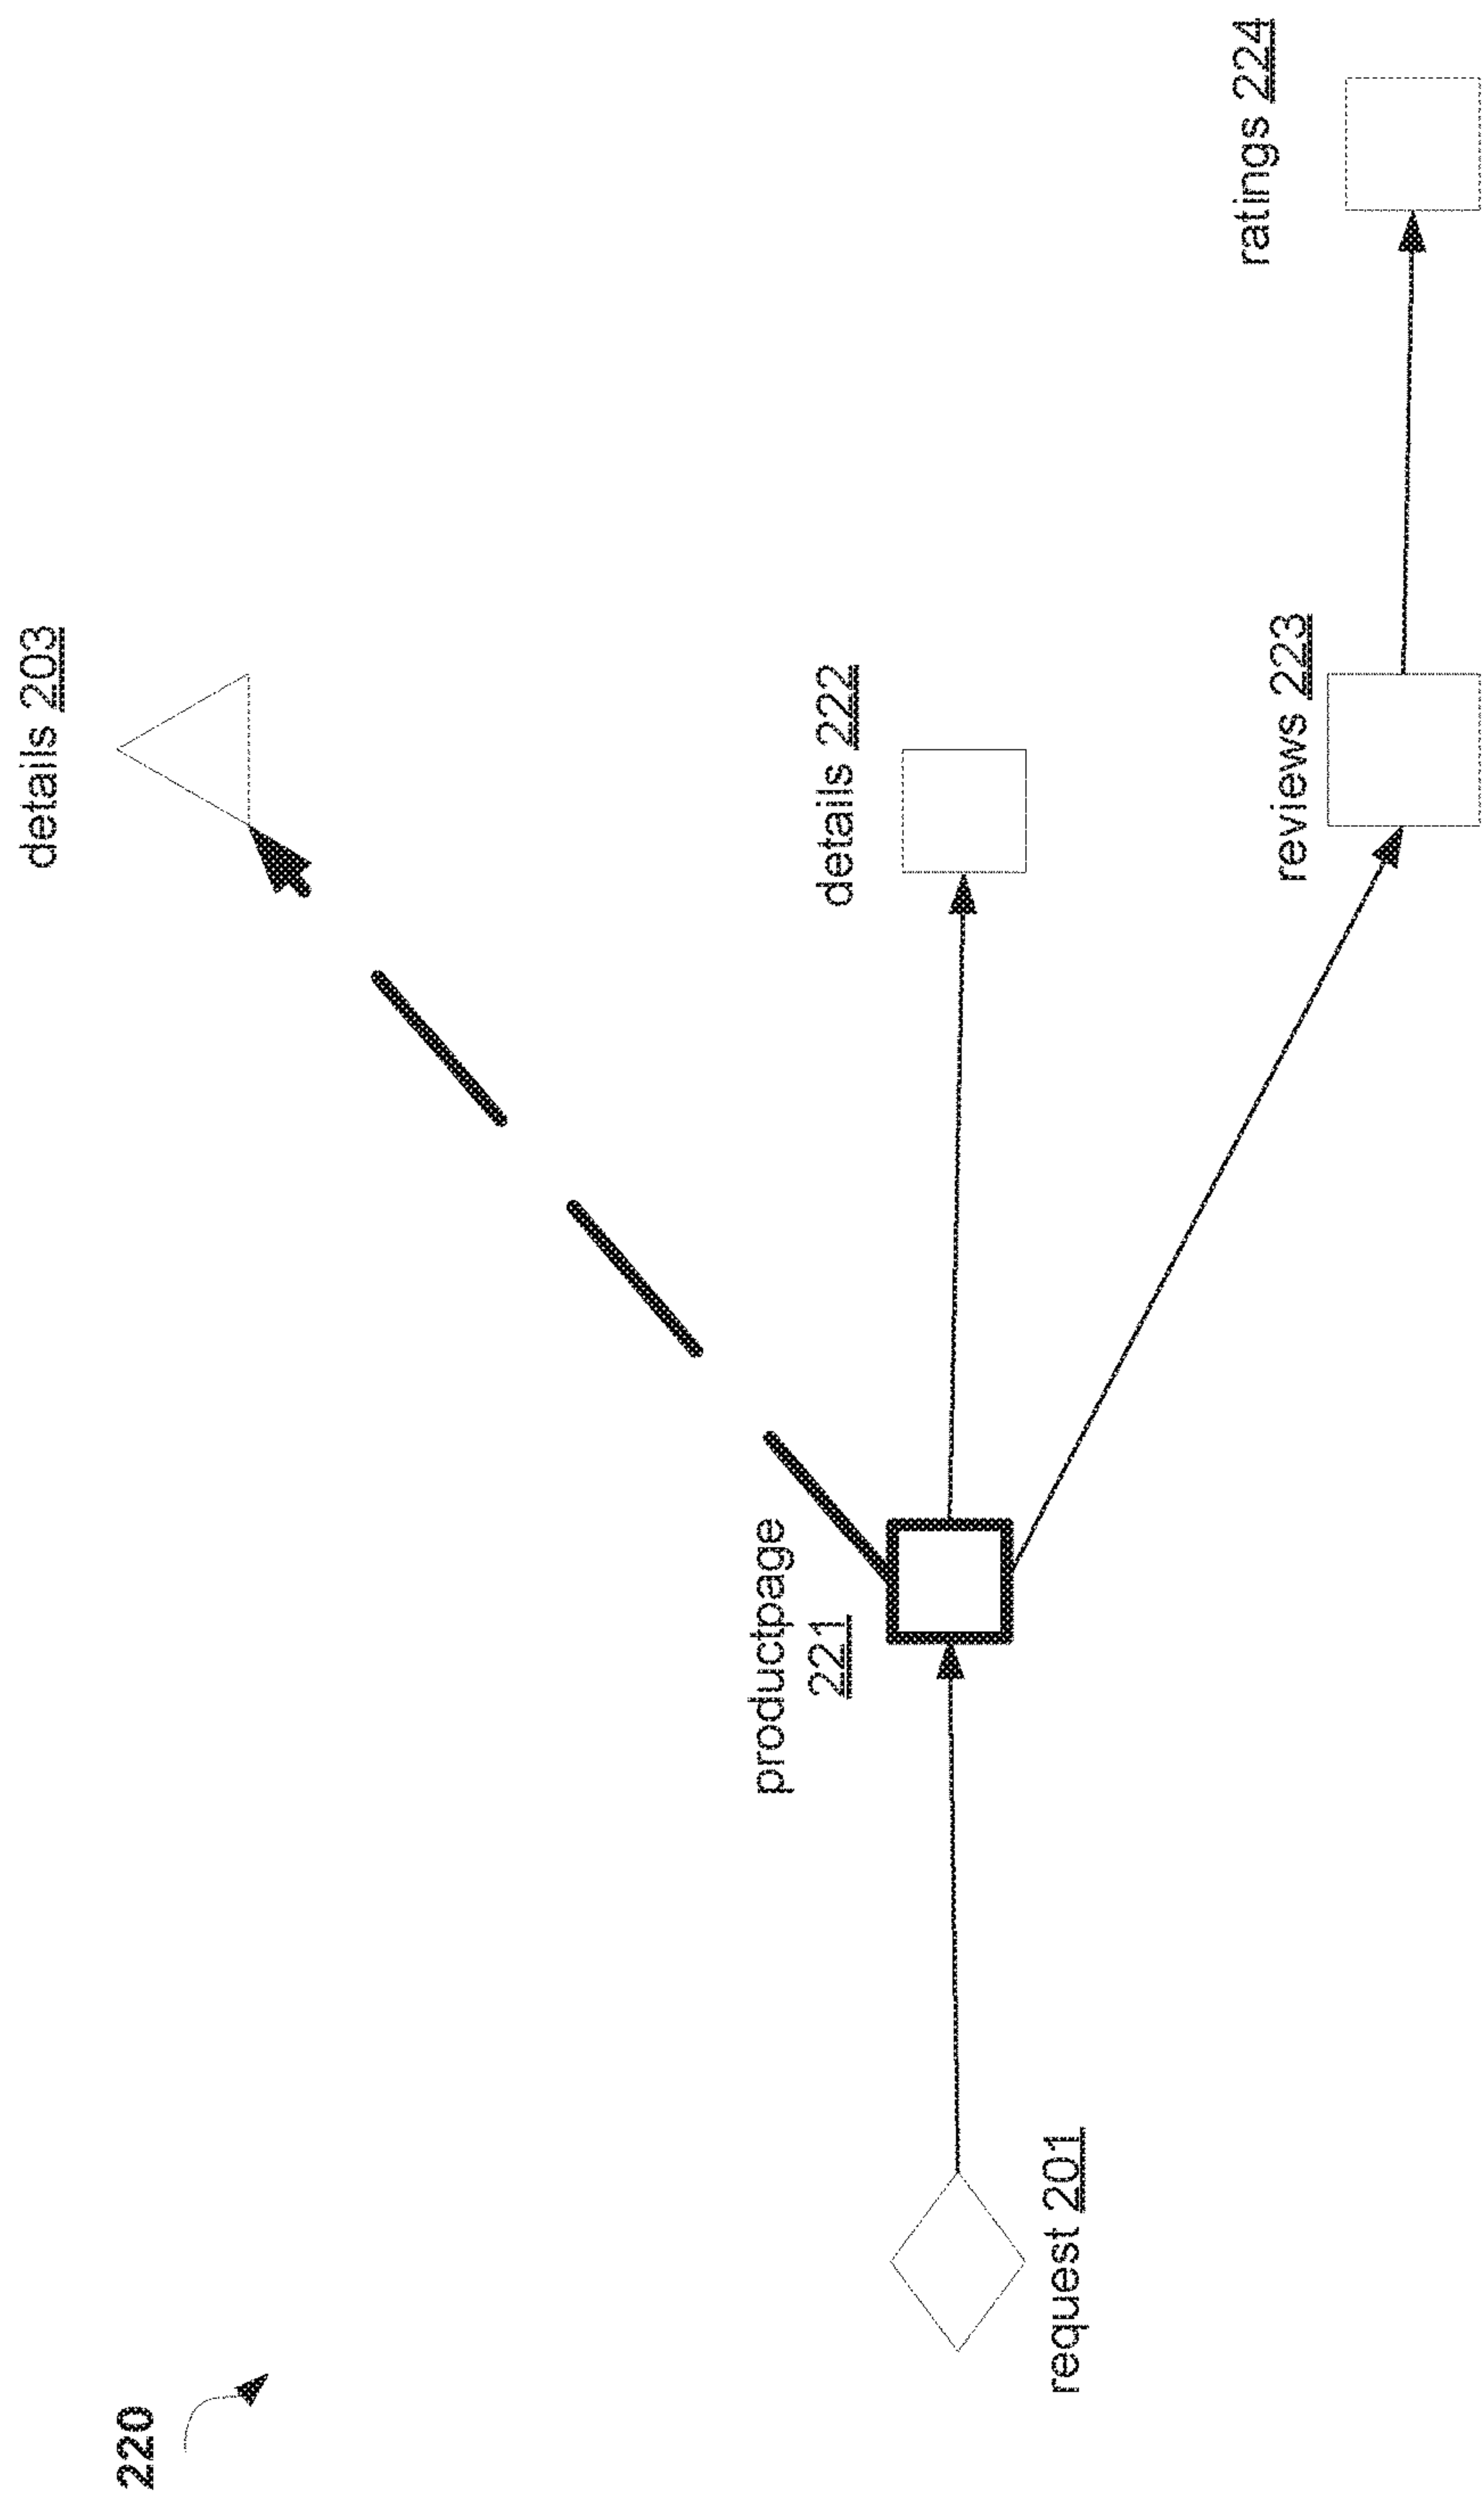 220
request 201
productpage
221
details 203
details 222
reviews 223
ratings 224